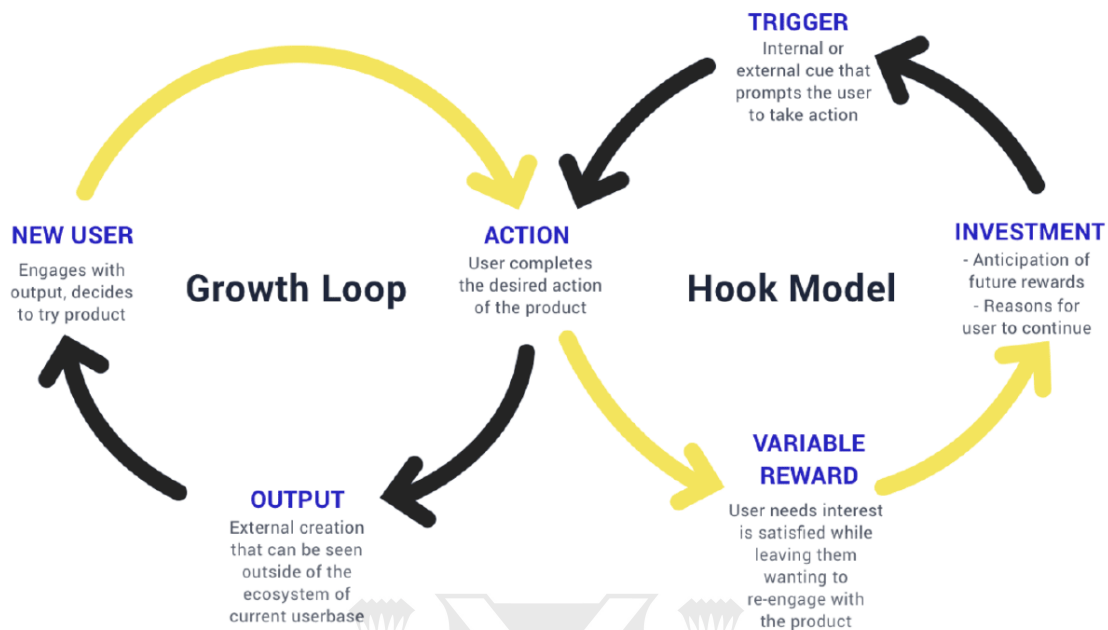 TRIGGER
Internal or
external cue that
prompts the user
to take action
NEW USER
Engages with
output, decides
to try product
Growth Loop
ACTION
User completes
the desired action
of the product
Hook Model
INVESTMENT
- Anticipation of
future rewards
- Reasons for
user to continue
OUTPUT
External creation
that can be seen
outside of the
ecosystem of
current userbase
VARIABLE
REWARD
User needs interest
is satisfied while
leaving them
wanting to
re-engage with
the product